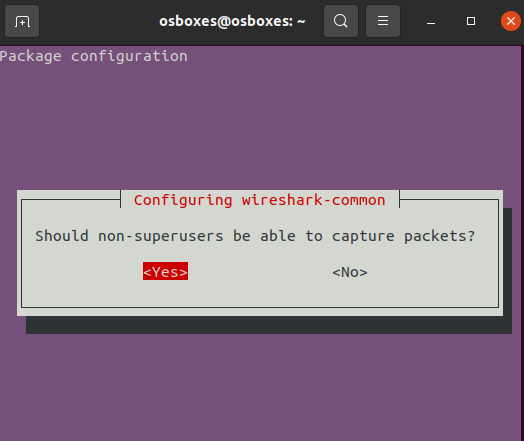 osboxes@osboxes: ~
Package configuration
Configuring wireshark-common
Should non-superusers be able to capture packets?
<Yes> <No>